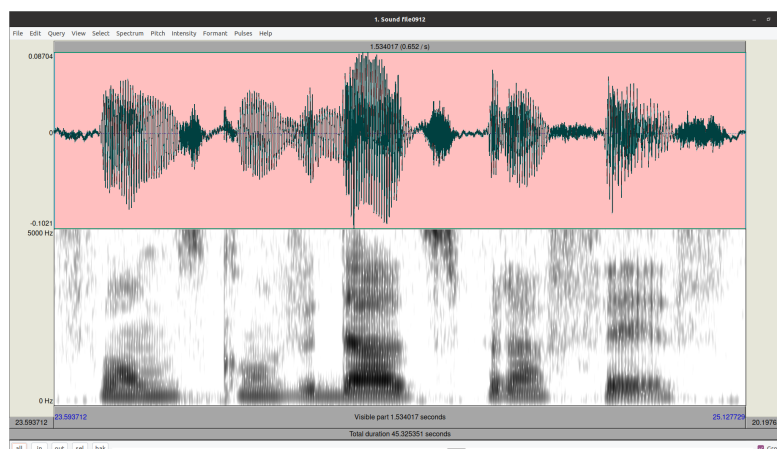 1. Sound file0912
File Edit Query View Select Spectrum Pitch Intensity Formant Pulses Help
1.534017 (0.652 / s)
0.08704
0
-0.1021
5000 Hz
0 Hz
23.593712 Visible part 1.534017 seconds 25.127729
23.593712 20.1976
Total duration 45.325351 seconds
all in out sel bak